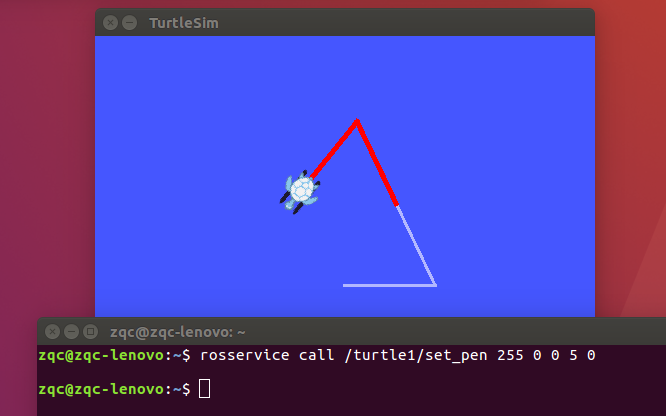 TurtleSim
zqc@zqc-lenovo: ~
zqc@zqc-lenovo:~$ rosservice call /turtle1/set_pen 255 0 0 5 0
zqc@zqc-lenovo:~$